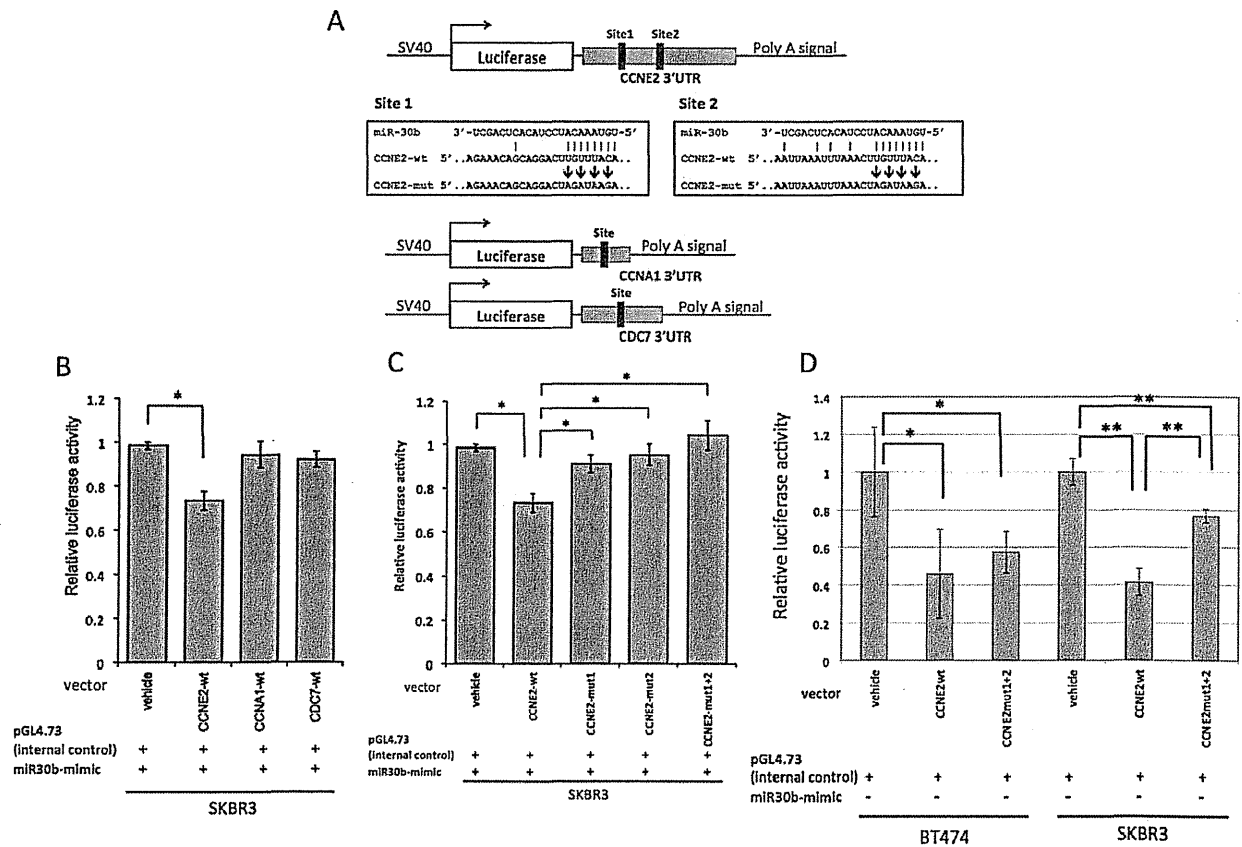 A
SV40
Luciferase
Site1 Site2
Poly A signal
CCNE2 3'UTR
Site 1
miR-30b 3'-UCGACUCACAUCCUACAAAUGU-5'
CCNE2-wt 5'..AGAAACAGCAGGACUUGUUUACA..
CCNE2-mut 5'..AGAAACAGCAGGACUAGAUAAGA..
Site 2
miR-30b 3'-UCGACUCACAUCCUACAAAUGU-5'
CCNE2-wt 5'..AAUUAAAUUUAAACUUGUUUACA..
CCNE2-mut 5'..AAUUAAAUUUAAACUAGAUAAGA..
SV40
Luciferase
Site
Poly A signal
CCNA1 3'UTR
SV40
Luciferase
Site
Poly A signal
CDC7 3'UTR
B
Relative luciferase activity
1.2
1
0.8
0.6
0.4
0.2
0
*
vector
vehicle
CCNE2-wt
CCNA1-wt
CDC7-wt
pGL4.73
(internal control) + + + +
miR30b-mimic + + + +
SKBR3
C
Relative luciferase activity
1.2
1
0.8
0.6
0.4
0.2
0
*
*
*
*
vector
vehicle
CCNE2-wt
CCNE2-mut1
CCNE2-mut2
CCNE2-mut1+2
pGL4.73
(internal control) + + + + +
miR30b-mimic + + + + +
SKBR3
D
Relative luciferase activity
1.4
1.2
1
0.8
0.6
0.4
0.2
0
*
*
**
**
**
vector
vehicle
CCNE2wt
CCNE2mut1+2
vehicle
CCNE2wt
CCNE2mut1+2
pGL4.73
(internal control) + + + + + +
miR30b-mimic - - - - - -
BT474
SKBR3